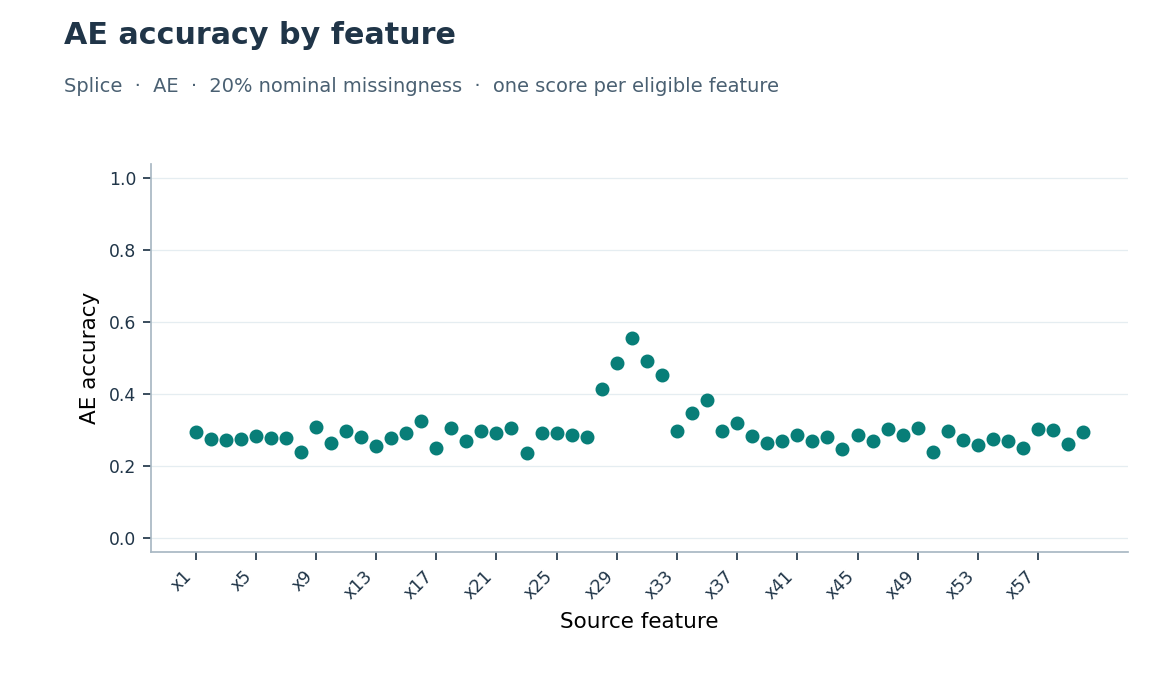 AE accuracy by feature
Splice · AE · 20% nominal missingness · one score per eligible feature
1.0
0.8
0.6
0.4
0.2
0.0
AE accuracy
x1 x5 x9 x13 x17 x21 x25 x29 x33 x37 x41 x45 x49 x53 x57
Source feature